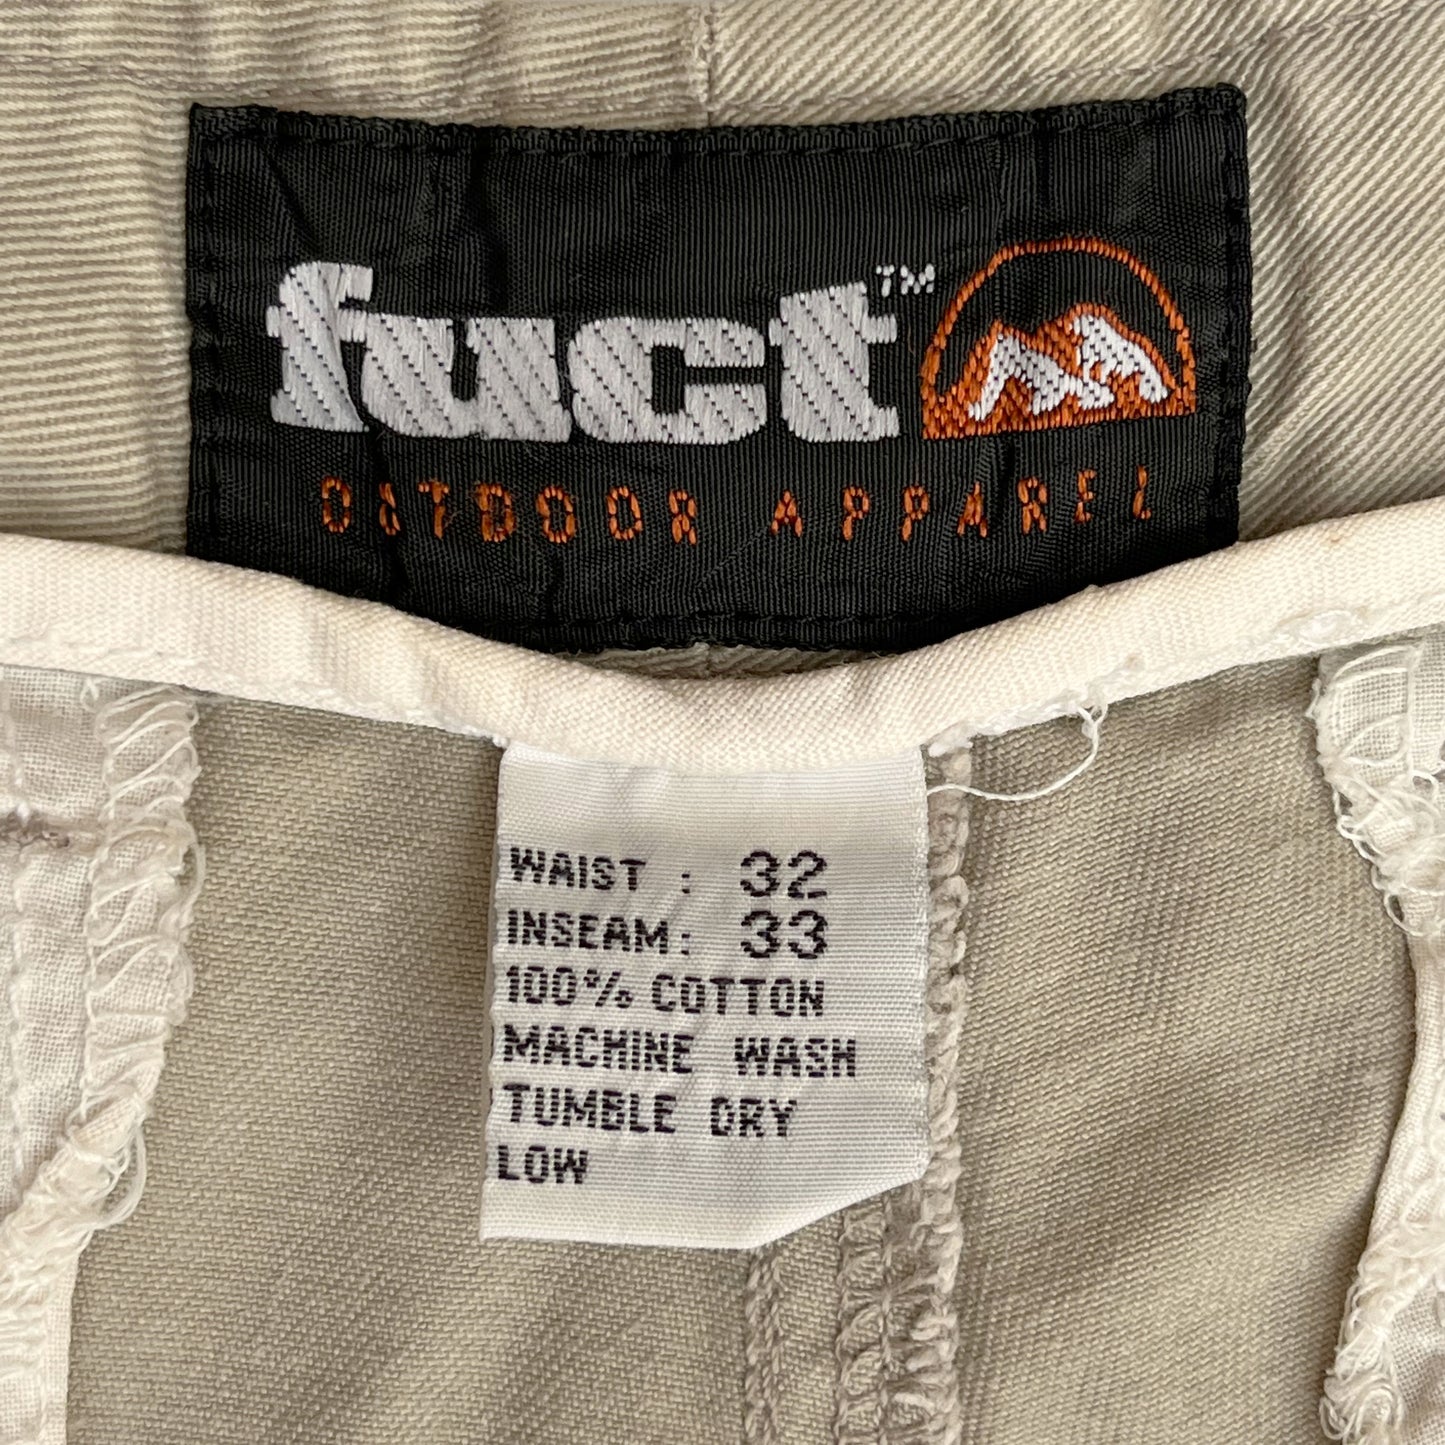 fuct™
OUTDOOR APPAREL
WAIST : 32
INSEAM: 33
100% COTTON
MACHINE WASH
TUMBLE DRY
LOW